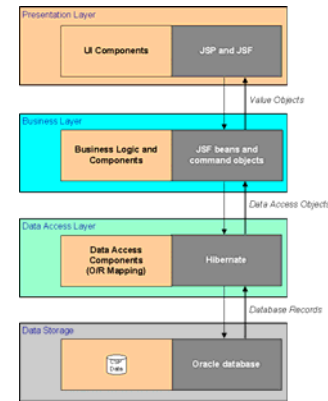 Presentation Layer
UI Components
JSP and JSF
Value Objects
Business Layer
Business Logic and
Components
JSF beans and
command objects
Data Access Objects
Data Access Layer
Data Access
Components
(O/R Mapping)
Hibernate
Database Records
Data Storage
Data
Oracle database